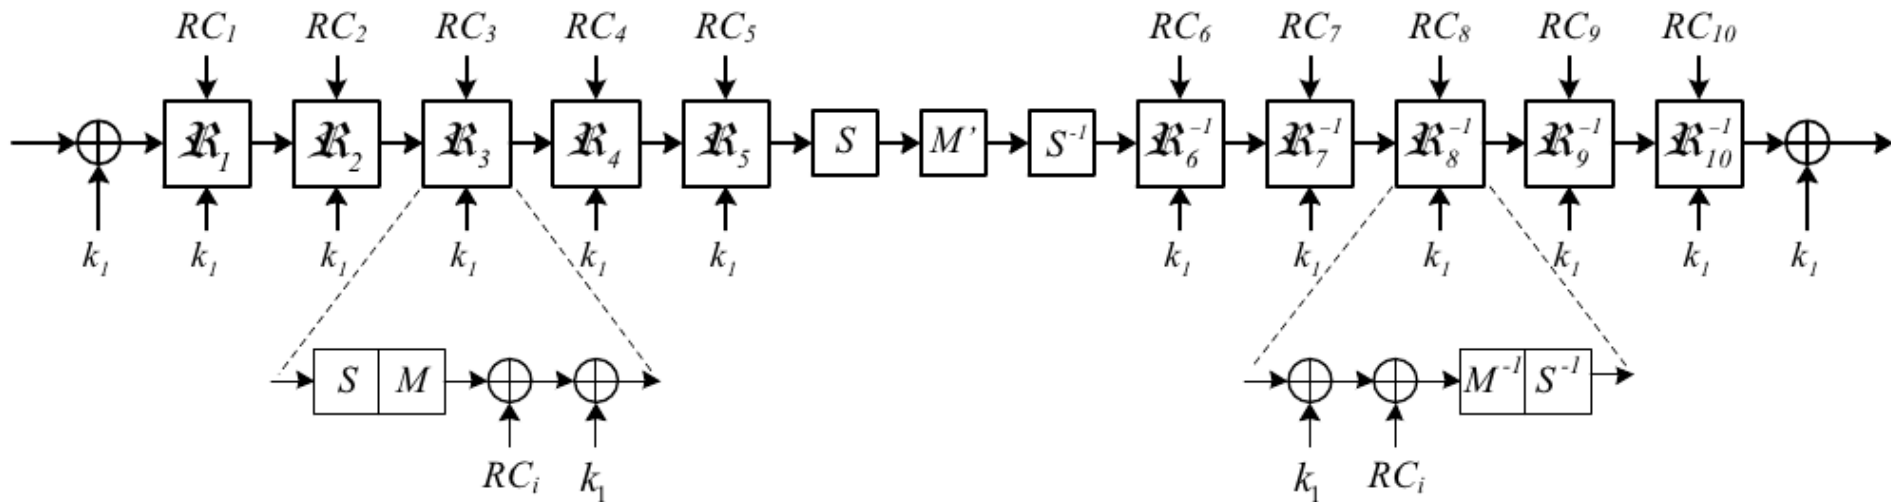 RC₁ RC₂ RC₃ RC₄ RC₅ RC₆ RC₇ RC₈ RC₉ RC₁₀
ℜ₁ ℜ₂ ℜ₃ ℜ₄ ℜ₅ S M' S⁻¹ ℜ₆⁻¹ ℜ₇⁻¹ ℜ₈⁻¹ ℜ₉⁻¹ ℜ₁₀⁻¹
k₁ k₁ k₁ k₁ k₁ k₁ k₁ k₁ k₁ k₁ k₁ k₁
S M M⁻¹ S⁻¹
RCᵢ k₁ k₁ RCᵢ